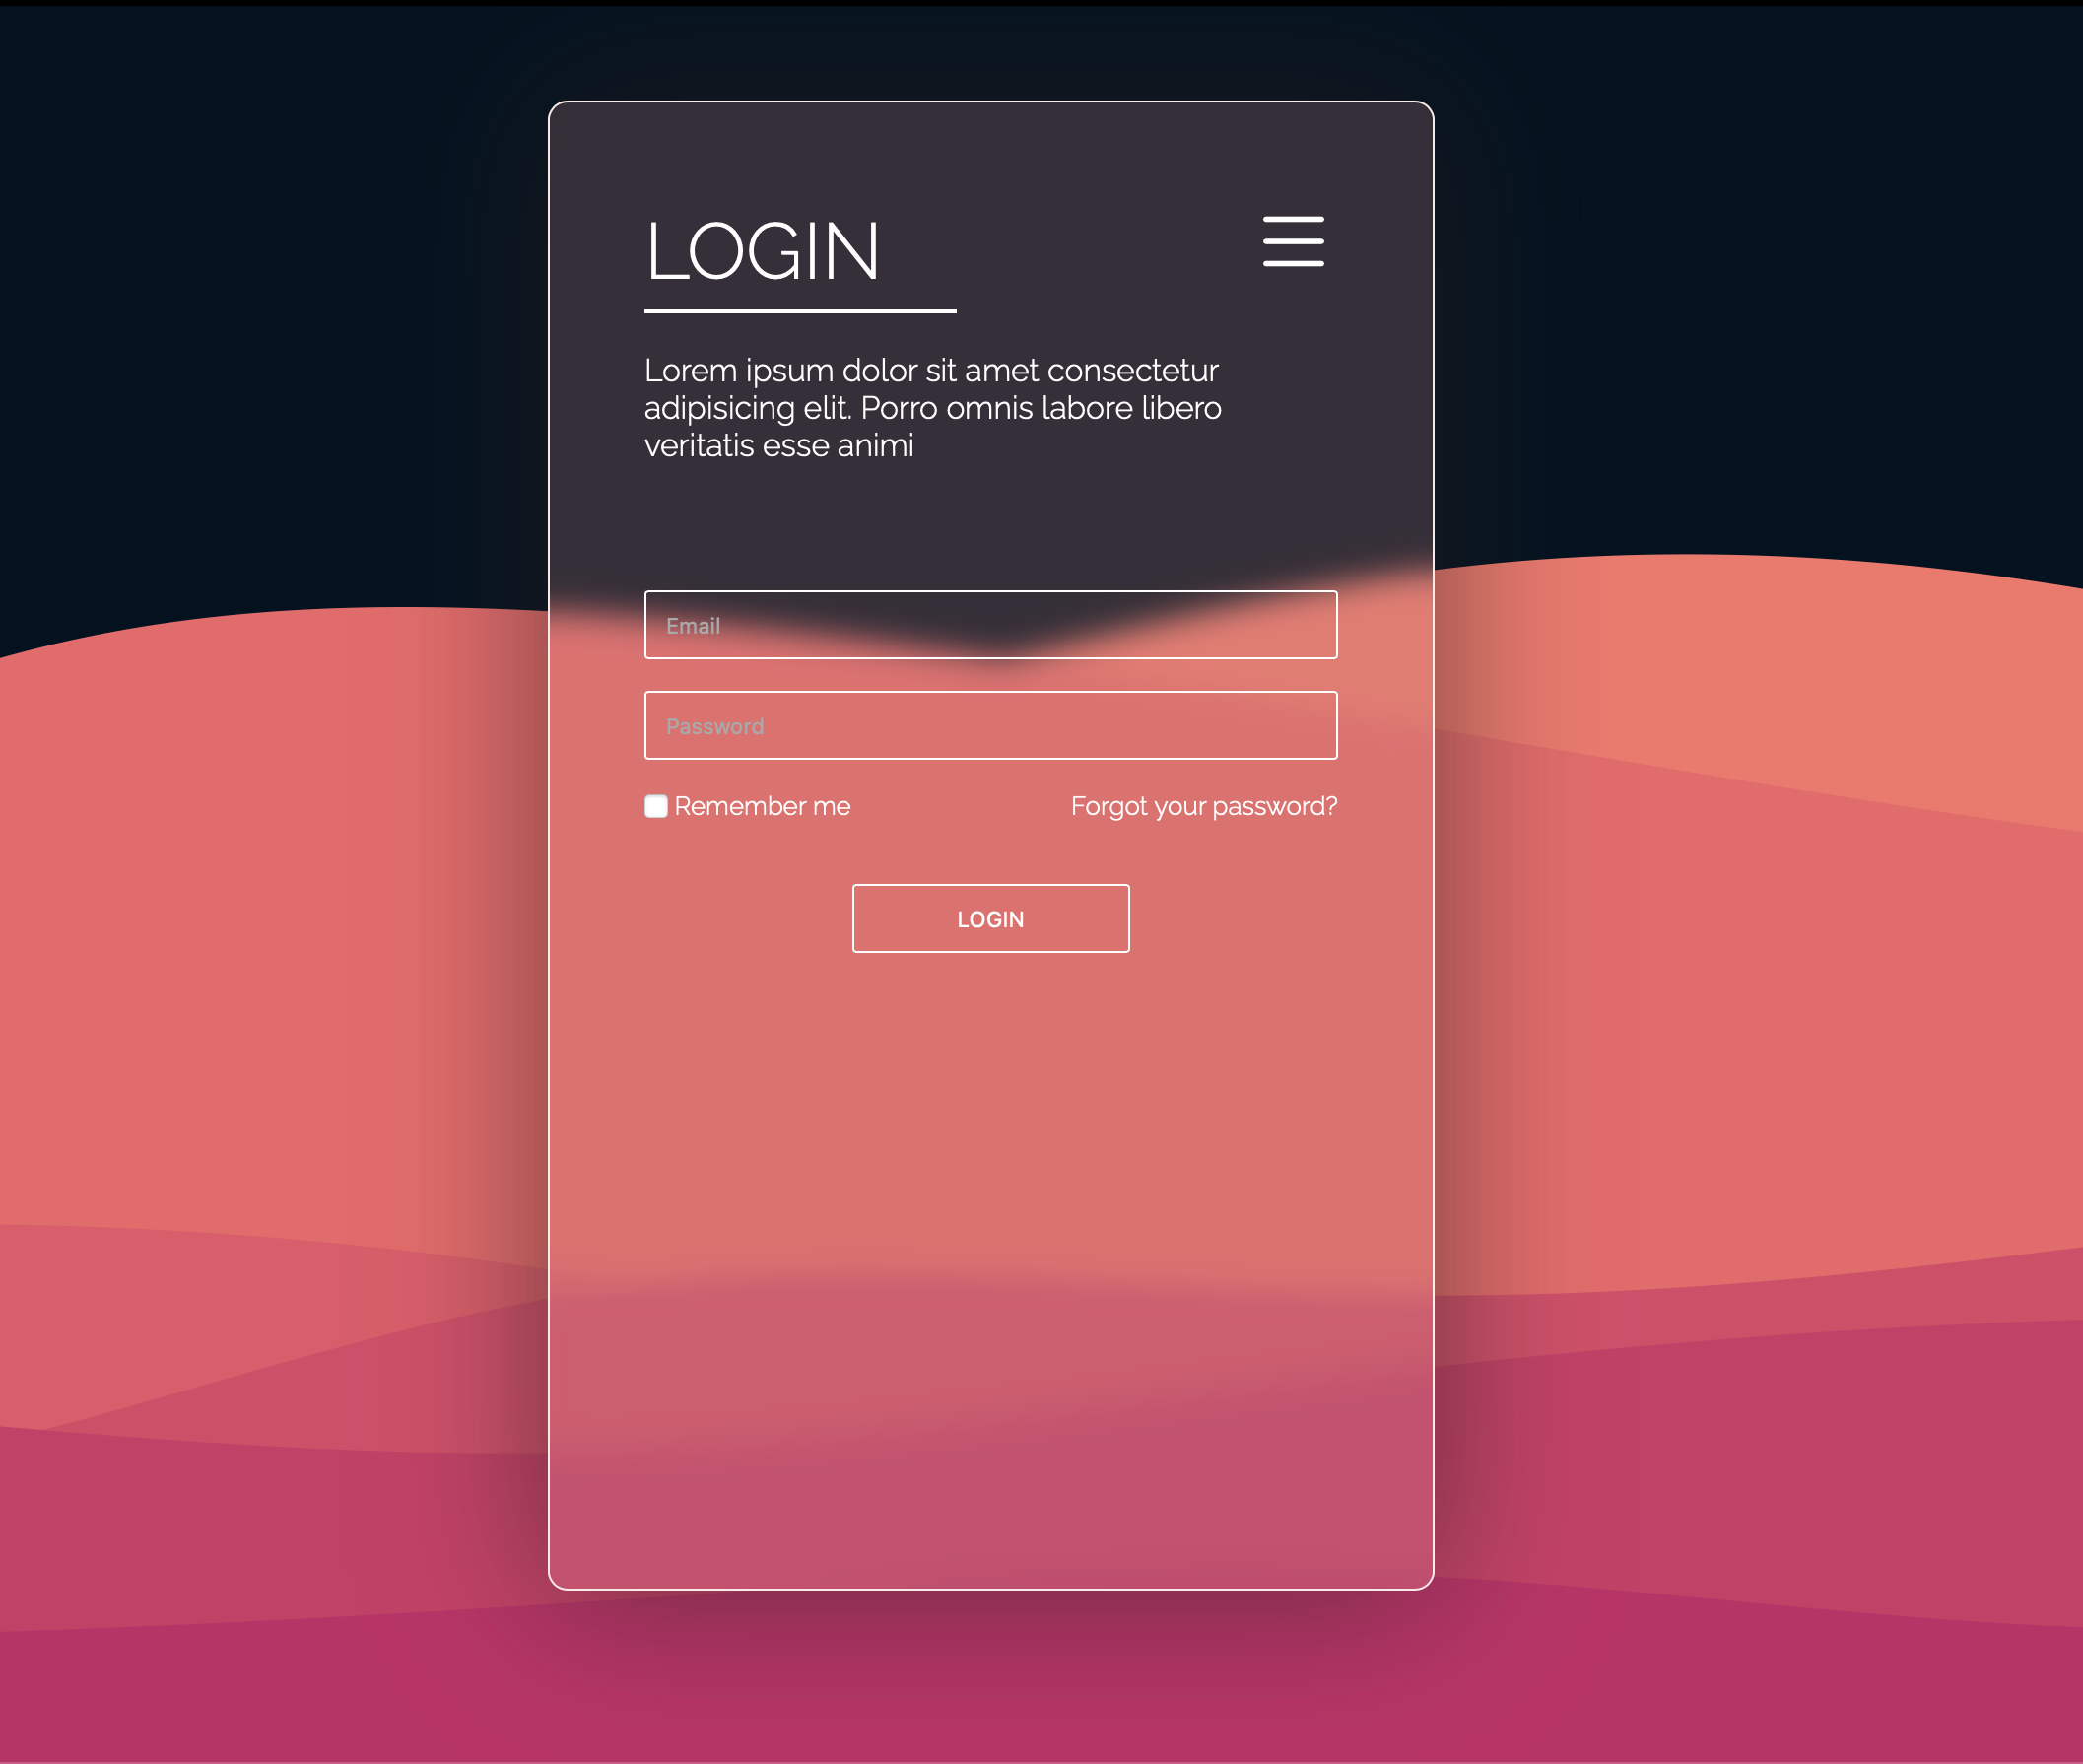 LOGIN
Lorem ipsum dolor sit amet consectetur
adipisicing elit. Porro omnis labore libero
veritatis esse animi
Email
Password
Remember me
Forgot your password?
LOGIN